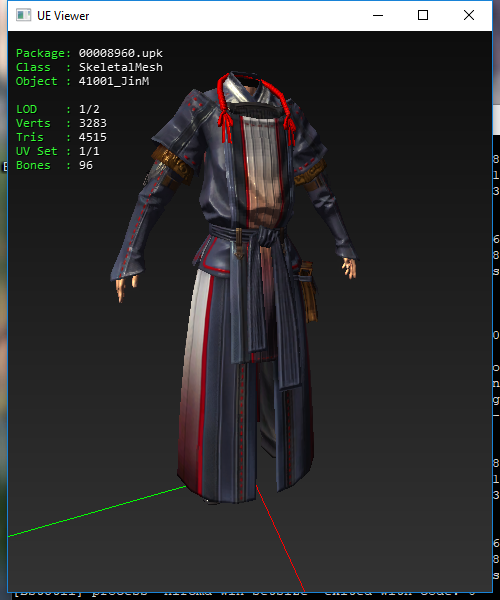 UE Viewer
Package: 00008960.upk
Class : SkeletalMesh
Object : 41001_JinM
LOD : 1/2
Verts : 3283
Tris : 4515
UV Set : 1/1
Bones : 96